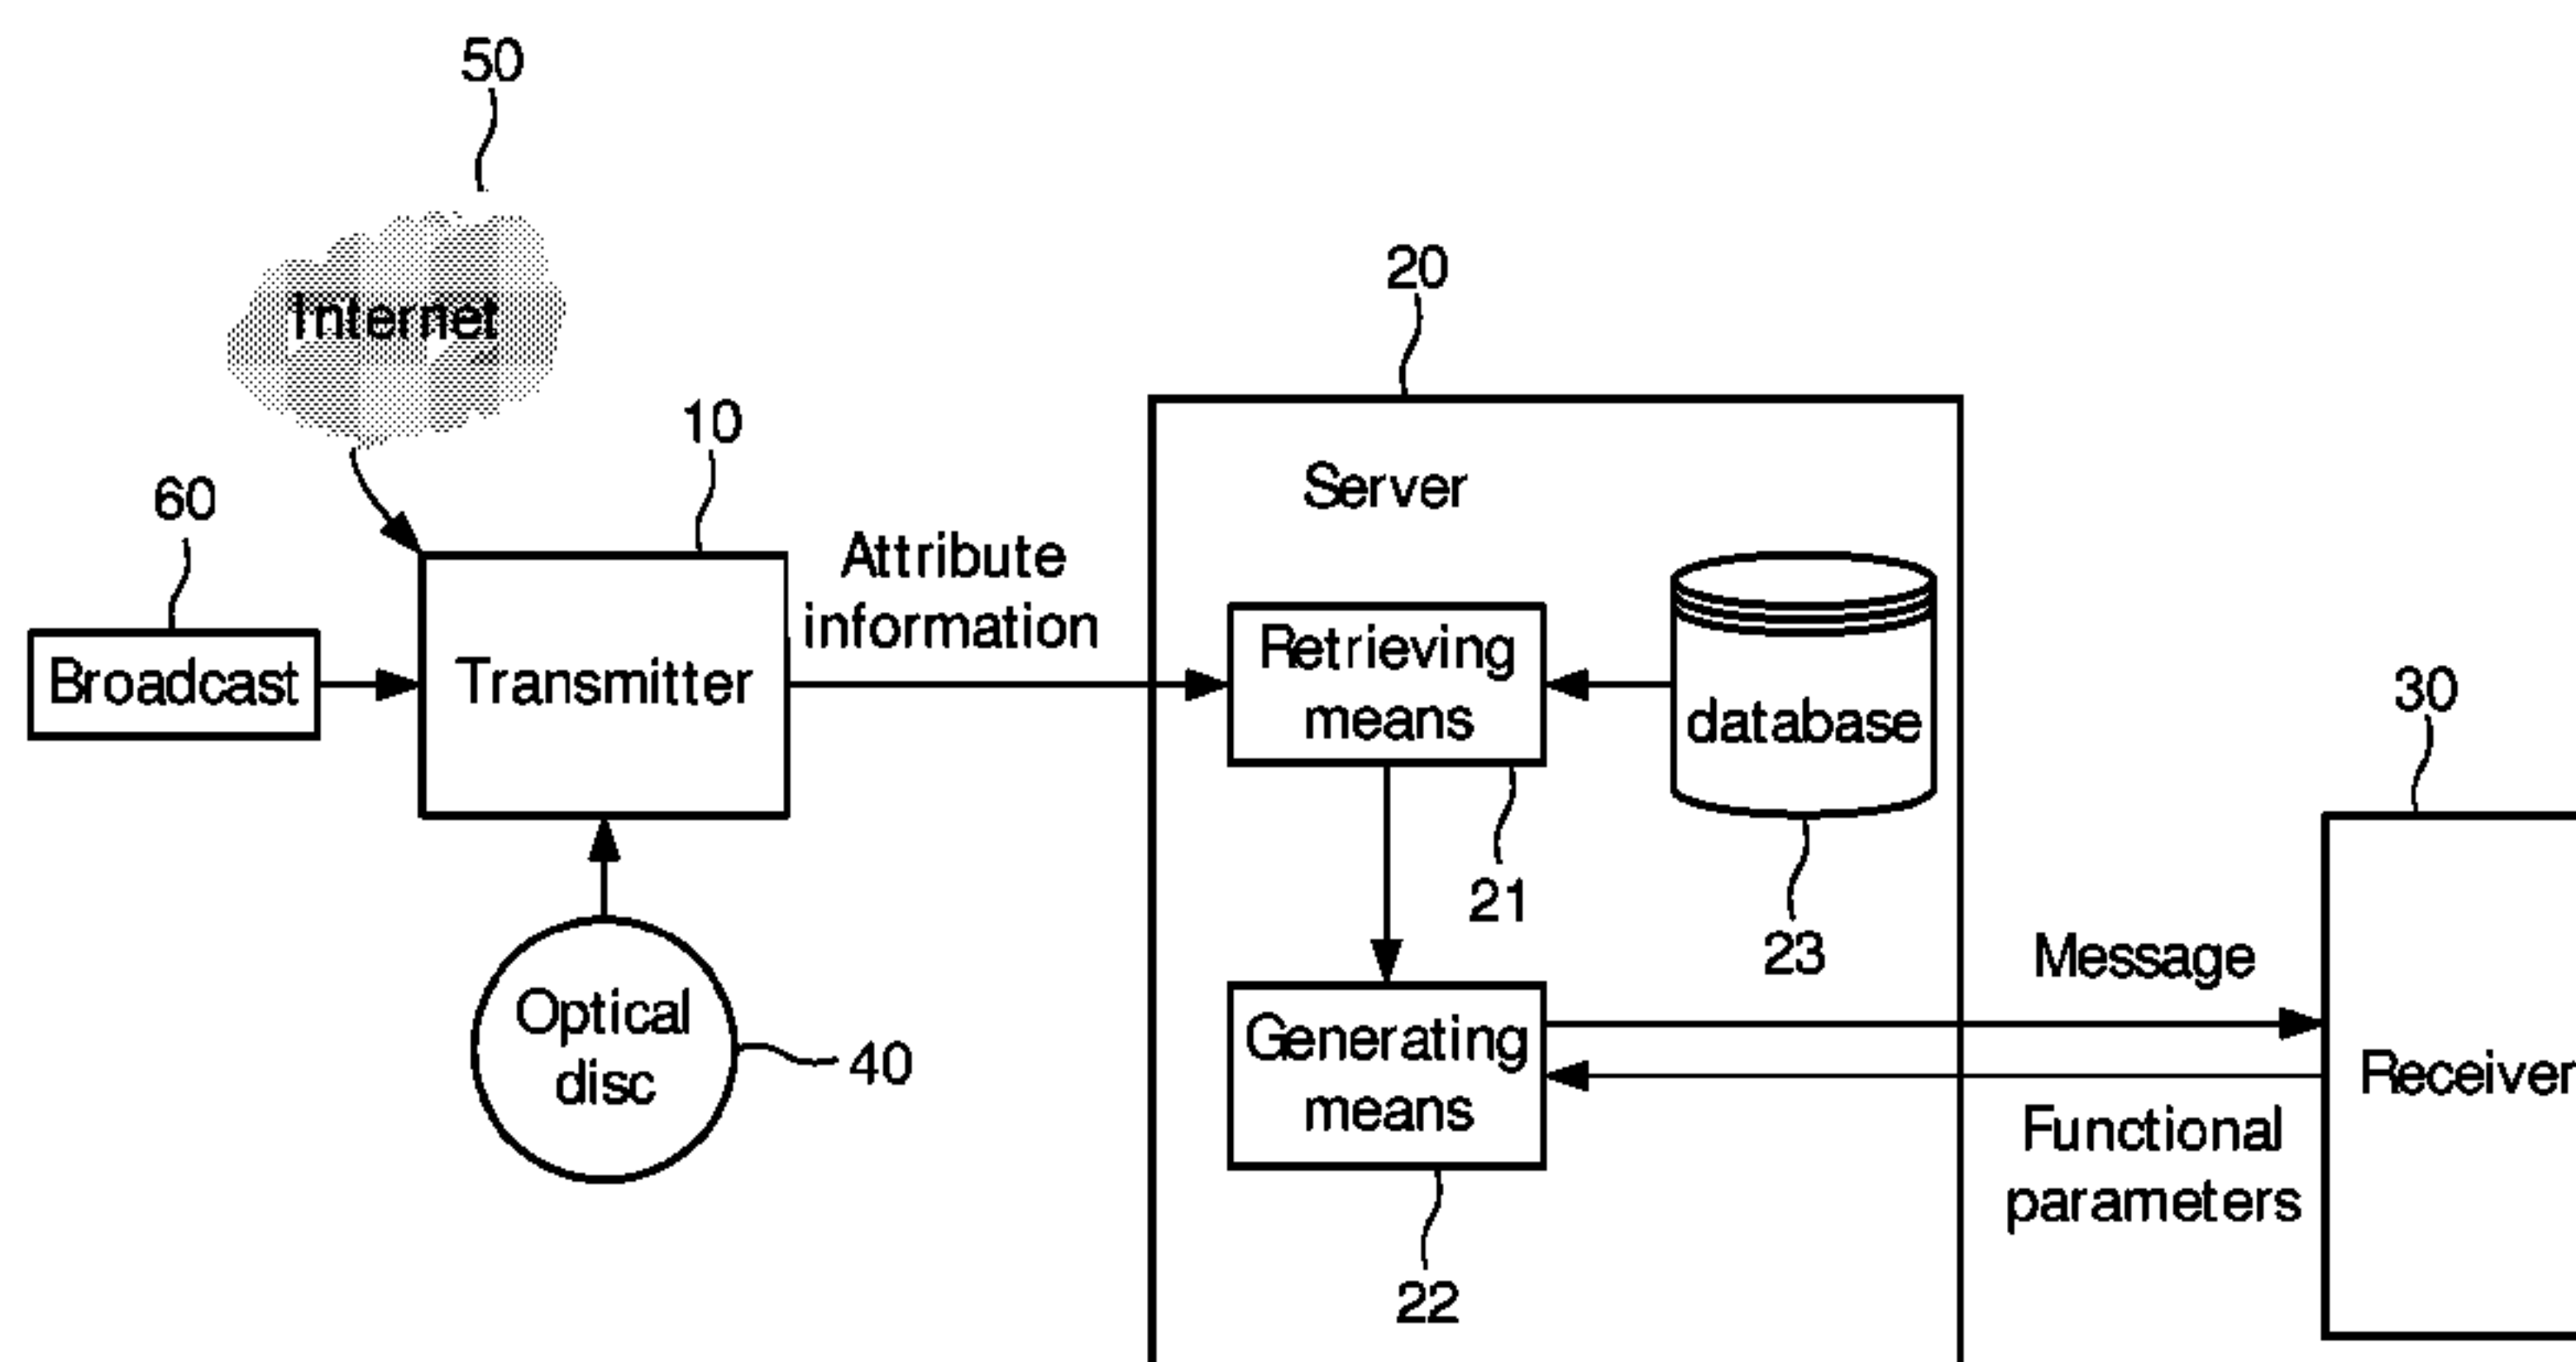 50
Internet
20
10
60
Server
Attribute
information
Broadcast
Transmitter
Retrieving
means
database
30
21
23
Message
Optical
disc
40
Generating
means
Receiver
Functional
parameters
22